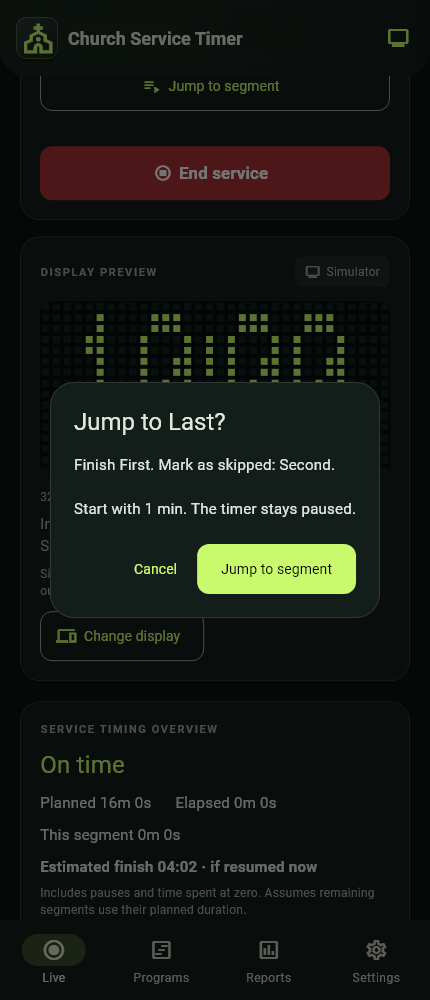 Church Service Timer
Jump to segment
End service
DISPLAY PREVIEW
Simulator
Jump to Last?
Finish First. Mark as skipped: Second.
Start with 1 min. The timer stays paused.
Cancel
Jump to segment
Change display
SERVICE TIMING OVERVIEW
On time
Planned 16m 0s Elapsed 0m 0s
This segment 0m 0s
Estimated finish 04:02 · if resumed now
Includes pauses and time spent at zero. Assumes remaining
segments use their planned duration.
Live
Programs
Reports
Settings